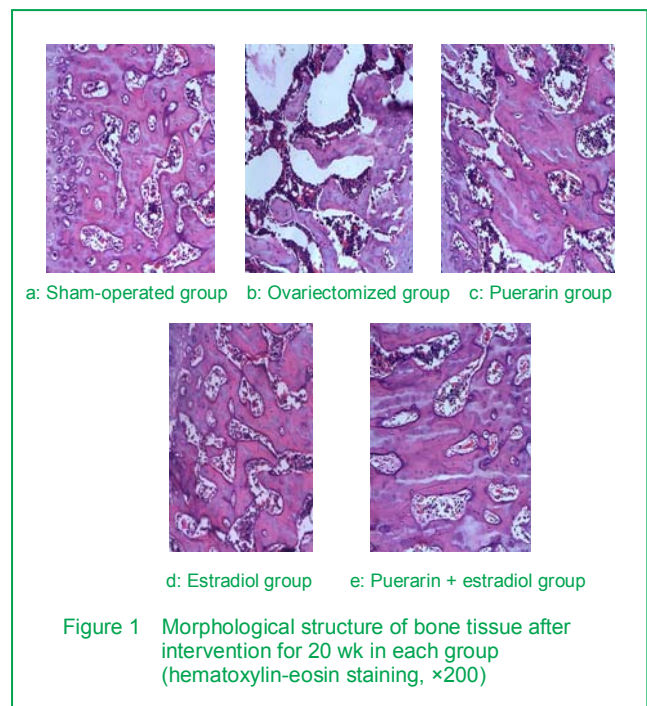 a: Sham-operated group b: Ovariectomized group c: Puerarin group
d: Estradiol group e: Puerarin + estradiol group
Figure 1 Morphological structure of bone tissue after
intervention for 20 wk in each group
(hematoxylin-eosin staining, ×200)